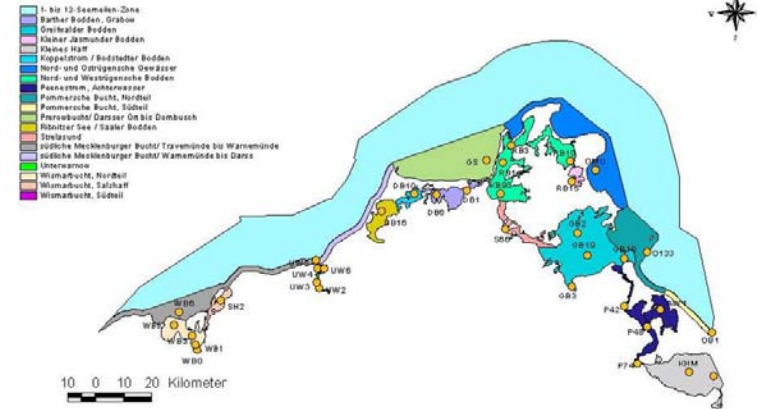 1- bis 12-Seemeilen-Zone
Barther Bodden, Grabow
Greifwalder Bodden
Kleiner Jasmunder Bodden
Kleines Haff
Koppelstrom / Bodstedter Bodden
Nord- und Ostrügensche Gewässer
Nord- und Westrügensche Bodden
Peenestrom, Achterwasser
Pommersche Bucht, Nordteil
Pommersche Bucht, Südteil
Prerowbucht/ Darsser Ort bis Dornbusch
Ribnitzer See / Saaler Bodden
Strelasund
südliche Mecklenburger Bucht/ Travemünde bis Warnemünde
südliche Mecklenburger Bucht/ Warnemünde bis Darss
Unterwarnow
Wismarbucht, Nordteil
Wismarbucht, Salzhaff
Wismarbucht, Südteil
GS
DB10
DB6
DB1
RB15
S66
GB2
GB19
GB3
O133
UW4
UW6
UW3
UW2
SH2
WB6
WB3
WB1
WB0
P42
P48
P74
OB1
KHM
10 0 10 20 Kilometer